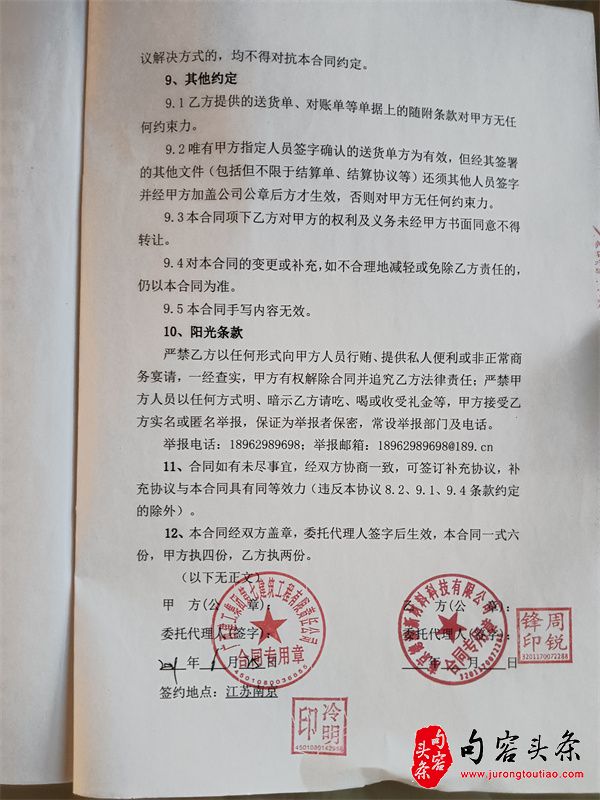 议解决方式的，均不得对抗本合同约定。
9、其他约定
9.1 乙方提供的送货单、对账单等单据上的随附条款对甲方无任
何约束力。
9.2 唯有甲方指定人员签字确认的送货单方为有效，但经其签署
的其他文件（包括但不限于结算单、结算协议等）还须其他人员签字
并经甲方加盖公司公章后方才生效，否则对甲方无任何约束力。
9.3 本合同项下乙方对甲方的权利及义务未经甲方书面同意不得
转让。
9.4 对本合同的变更或补充，如不合理地减轻或免除乙方责任的，
仍以本合同为准。
9.5 本合同手写内容无效。
10、阳光条款
严禁乙方以任何形式向甲方人员行贿、提供私人便利或非正常商
务宴请，一经查实，甲方有权解除合同并追究乙方法律责任；严禁甲
方人员以任何方式明、暗示乙方请吃、喝或收受礼金等，甲方接受乙
方实名或匿名举报，保证为举报者保密，常设举报部门及电话。
举报电话：18962989698；举报邮箱：18962989698@189.cn
11、合同如有未尽事宜，经双方协商一致，可签订补充协议，补
充协议与本合同具有同等效力（违反本协议 8.2、9.1、9.4 条款约定
的除外）。
12、本合同经双方盖章，委托代理人签字后生效，本合同一式六
份，甲方执四份，乙方执两份。
（以下无正文）
甲 方(公 章)： 方(公 章)：
委托代理人(签字)： 委托代理人(签字)：
年 月 日 年 月 日
签约地点：江苏南京
合同专用章
4501080036650
合同专用章
周锐锋印
3201170072288
冷明印
句容头条
句容头条
www.jurongtoutiao.com